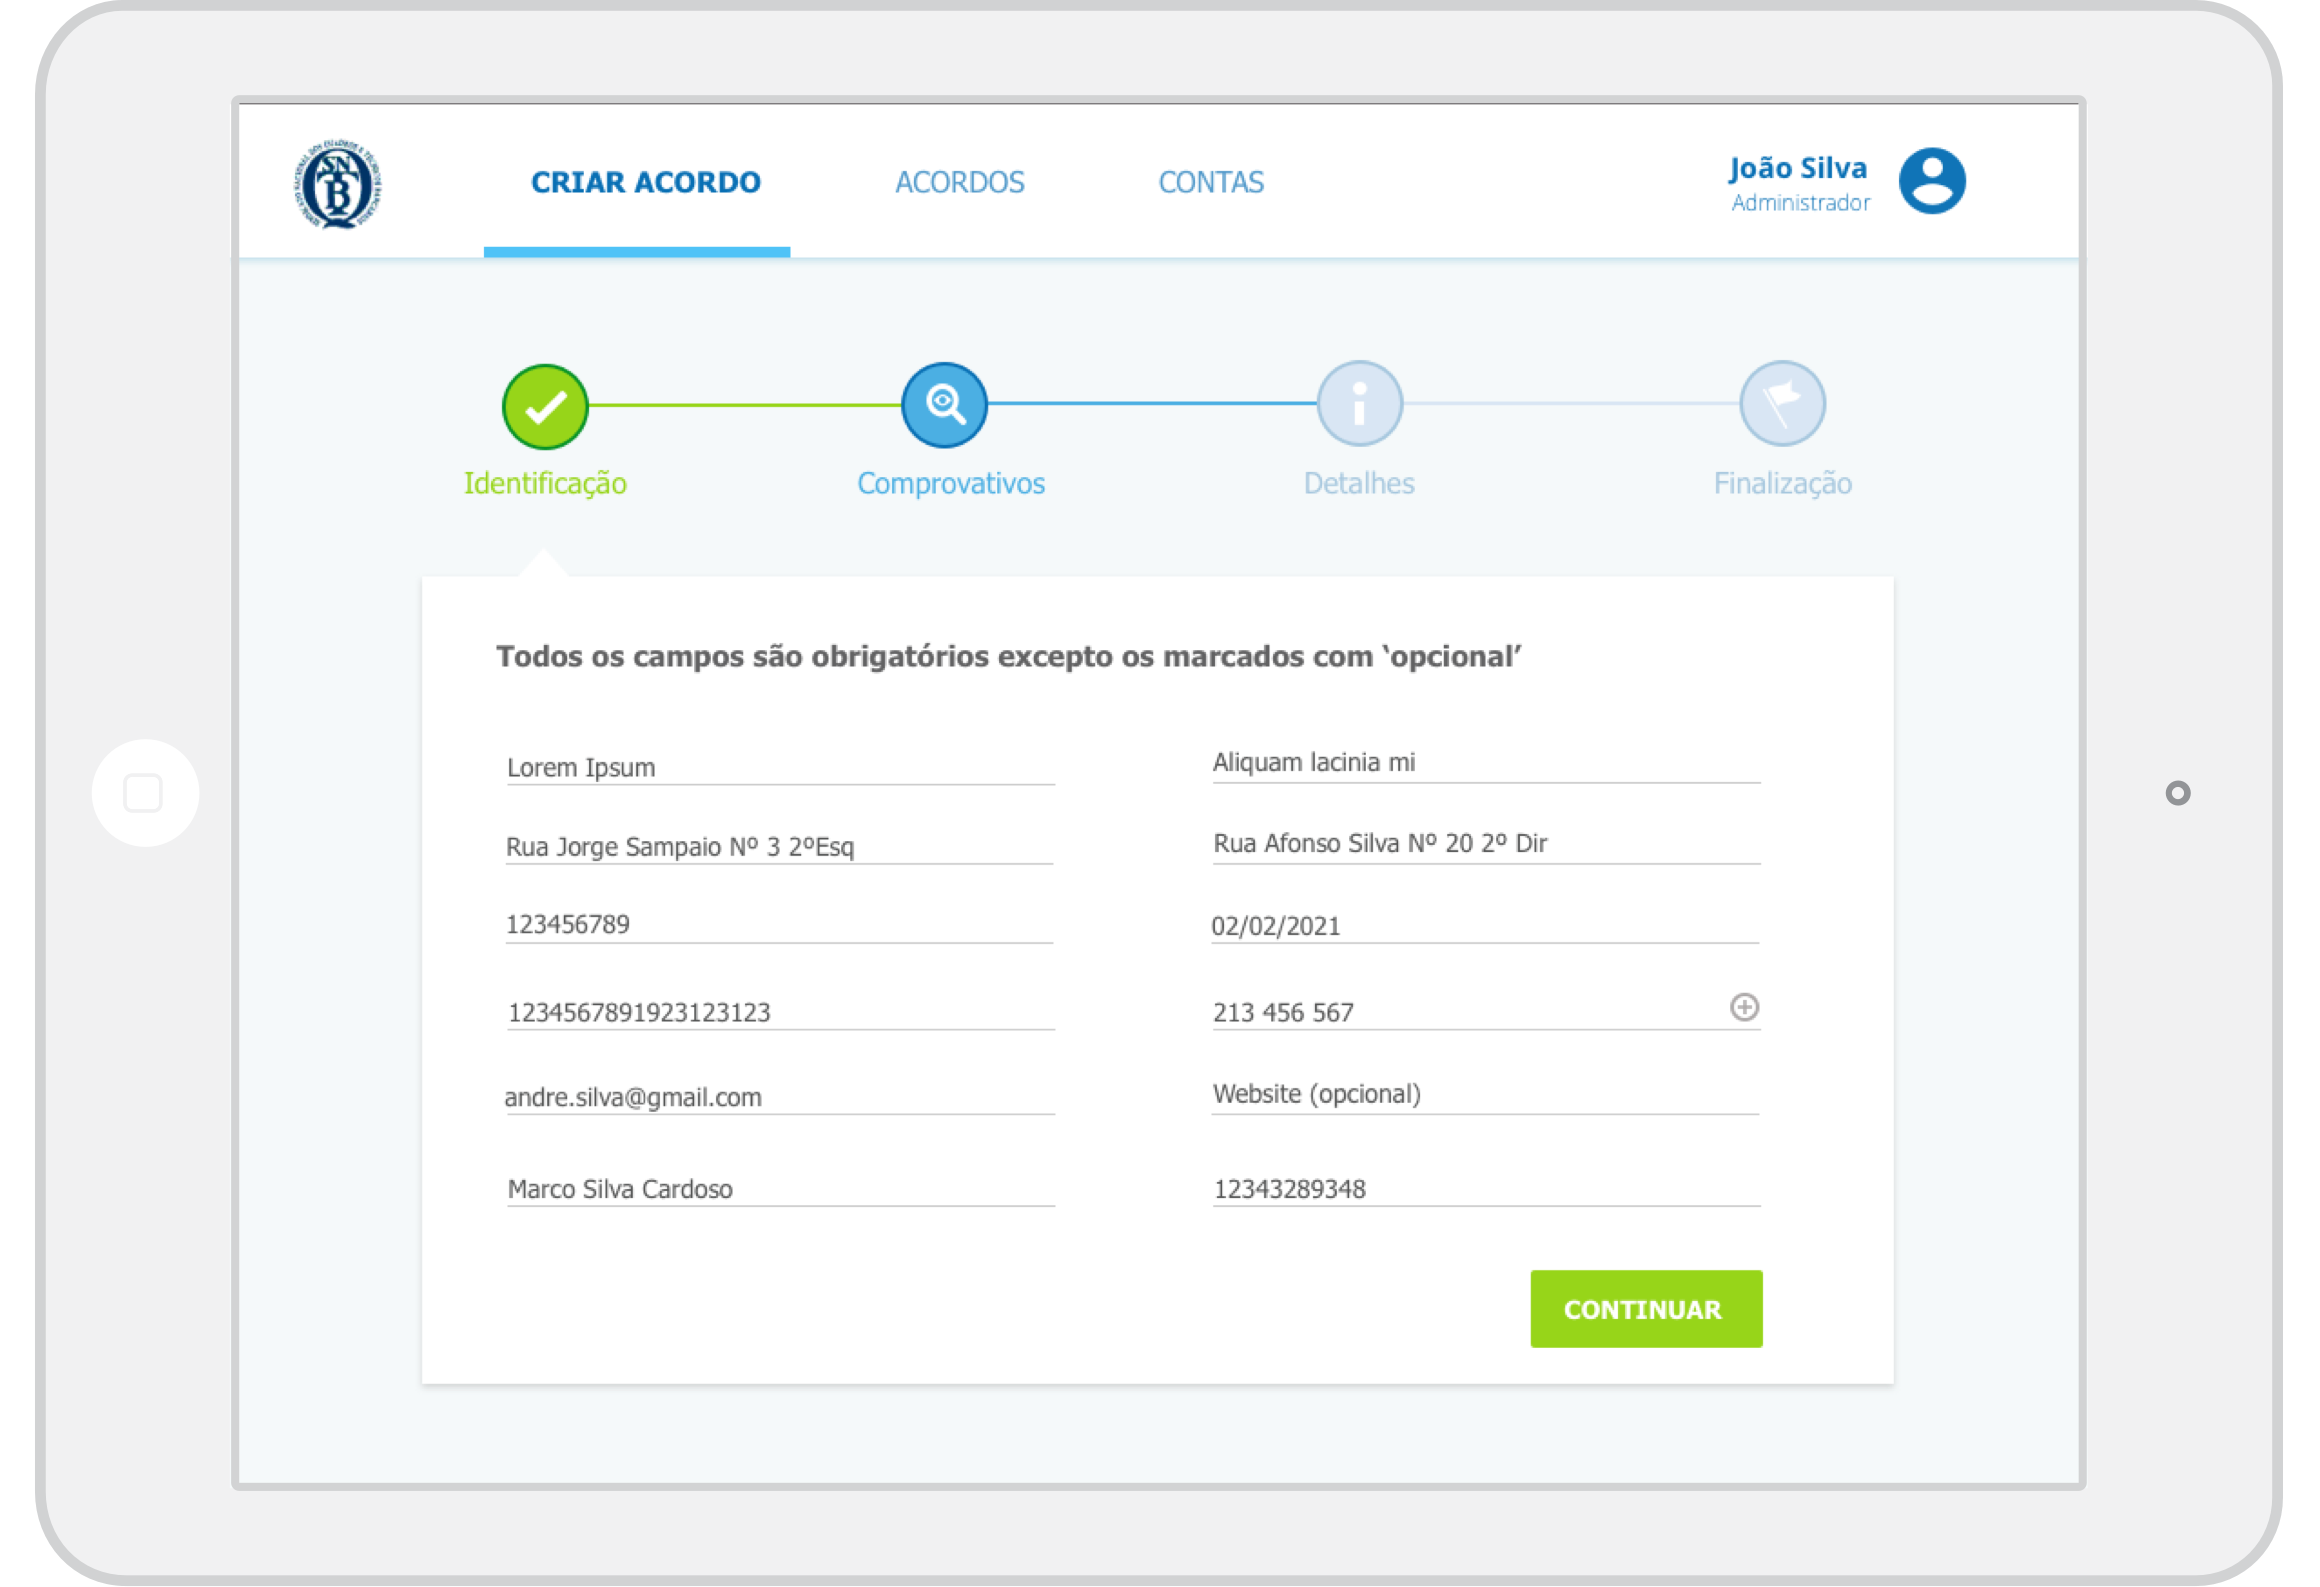 SN
B
CRIAR ACORDO
ACORDOS
CONTAS
João Silva
Administrador
Identificação
Comprovativos
Detalhes
Finalização
Todos os campos são obrigatórios excepto os marcados com ‘opcional’
Lorem Ipsum
Aliquam lacinia mi
Rua Jorge Sampaio Nº 3 2ºEsq
Rua Afonso Silva Nº 20 2º Dir
123456789
02/02/2021
1234567891923123123
213 456 567
andre.silva@gmail.com
Website (opcional)
Marco Silva Cardoso
12343289348
CONTINUAR